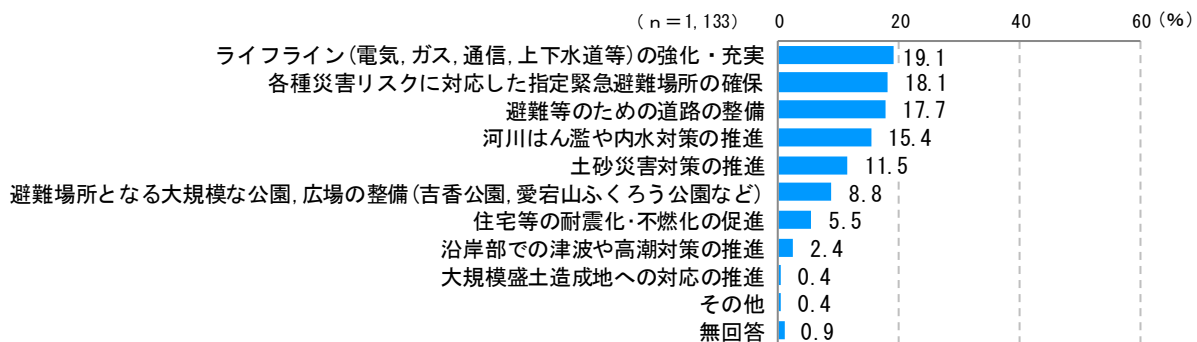 (n=1,133) 0 20 40 60 (%)
ライフライン(電気,ガス,通信,上下水道等)の強化・充実 19.1
各種災害リスクに対応した指定緊急避難場所の確保 18.1
避難等のための道路の整備 17.7
河川はん濫や内水対策の推進 15.4
土砂災害対策の推進 11.5
避難場所となる大規模な公園,広場の整備(吉香公園,愛宕山ふくろう公園など) 8.8
住宅等の耐震化・不燃化の促進 5.5
沿岸部での津波や高潮対策の推進 2.4
大規模盛土造成地への対応の推進 0.4
その他 0.4
無回答 0.9